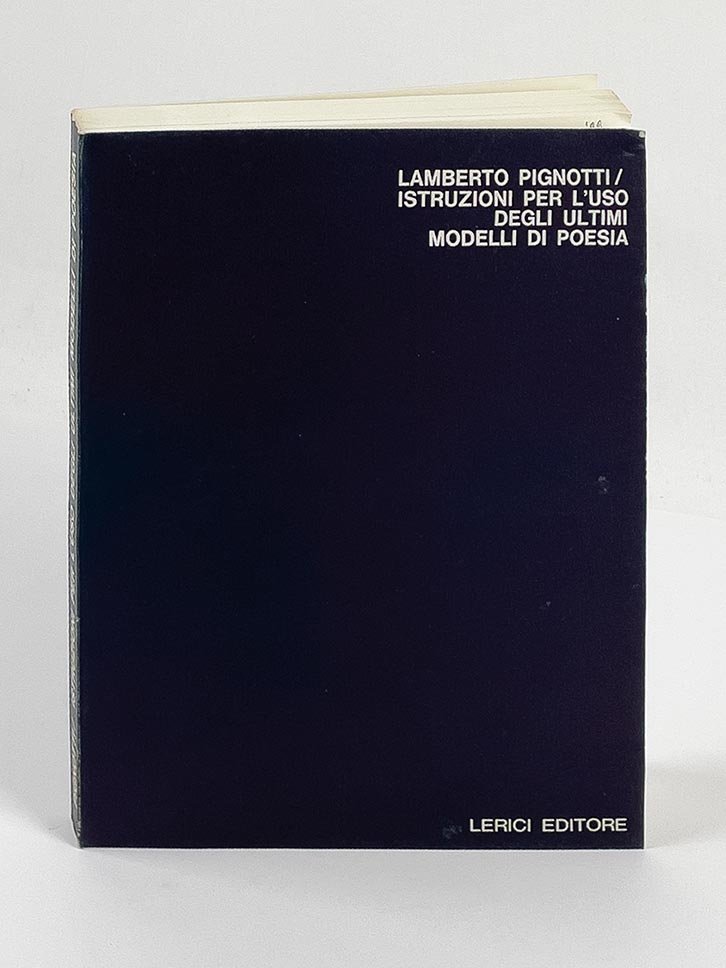 LAMBERTO PIGNOTTI/
ISTRUZIONI PER L'USO
DEGLI ULTIMI
MODELLI DI POESIA
LERICI EDITORE